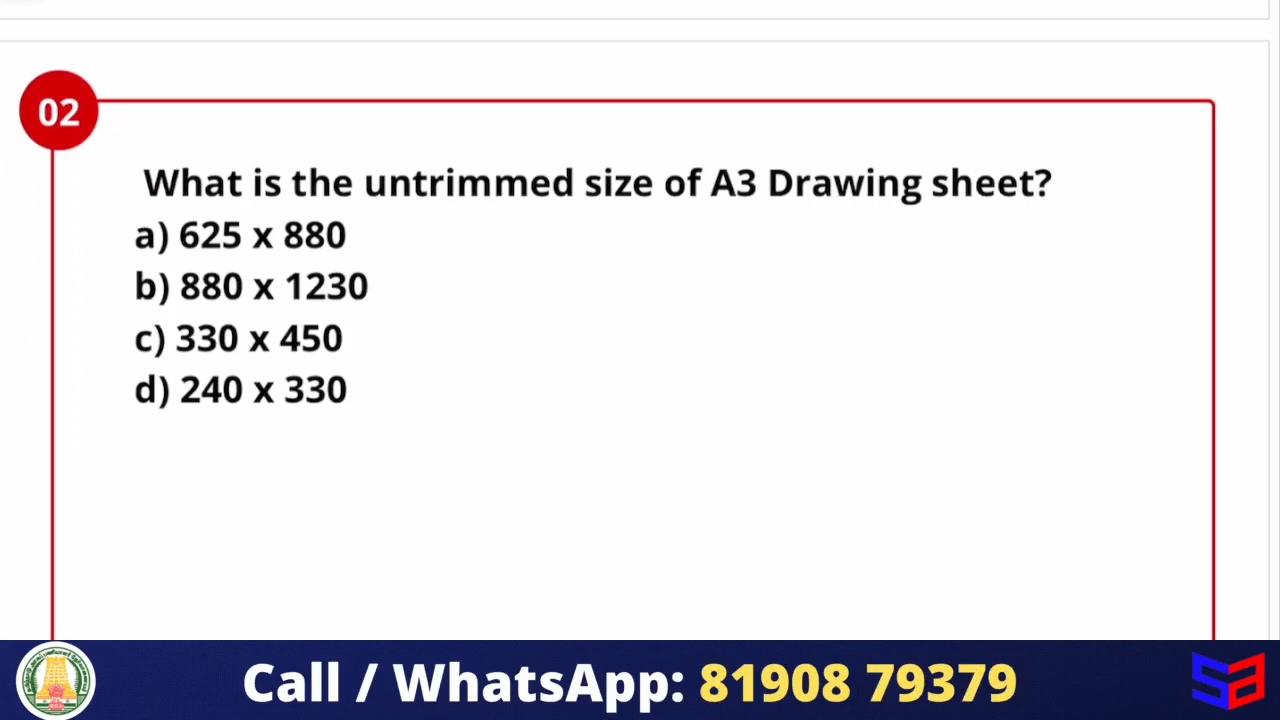 02
What is the untrimmed size of A3 Drawing sheet?
a) 625 x 880
b) 880 x 1230
c) 330 x 450
d) 240 x 330
Call / WhatsApp: 81908 79379
SA